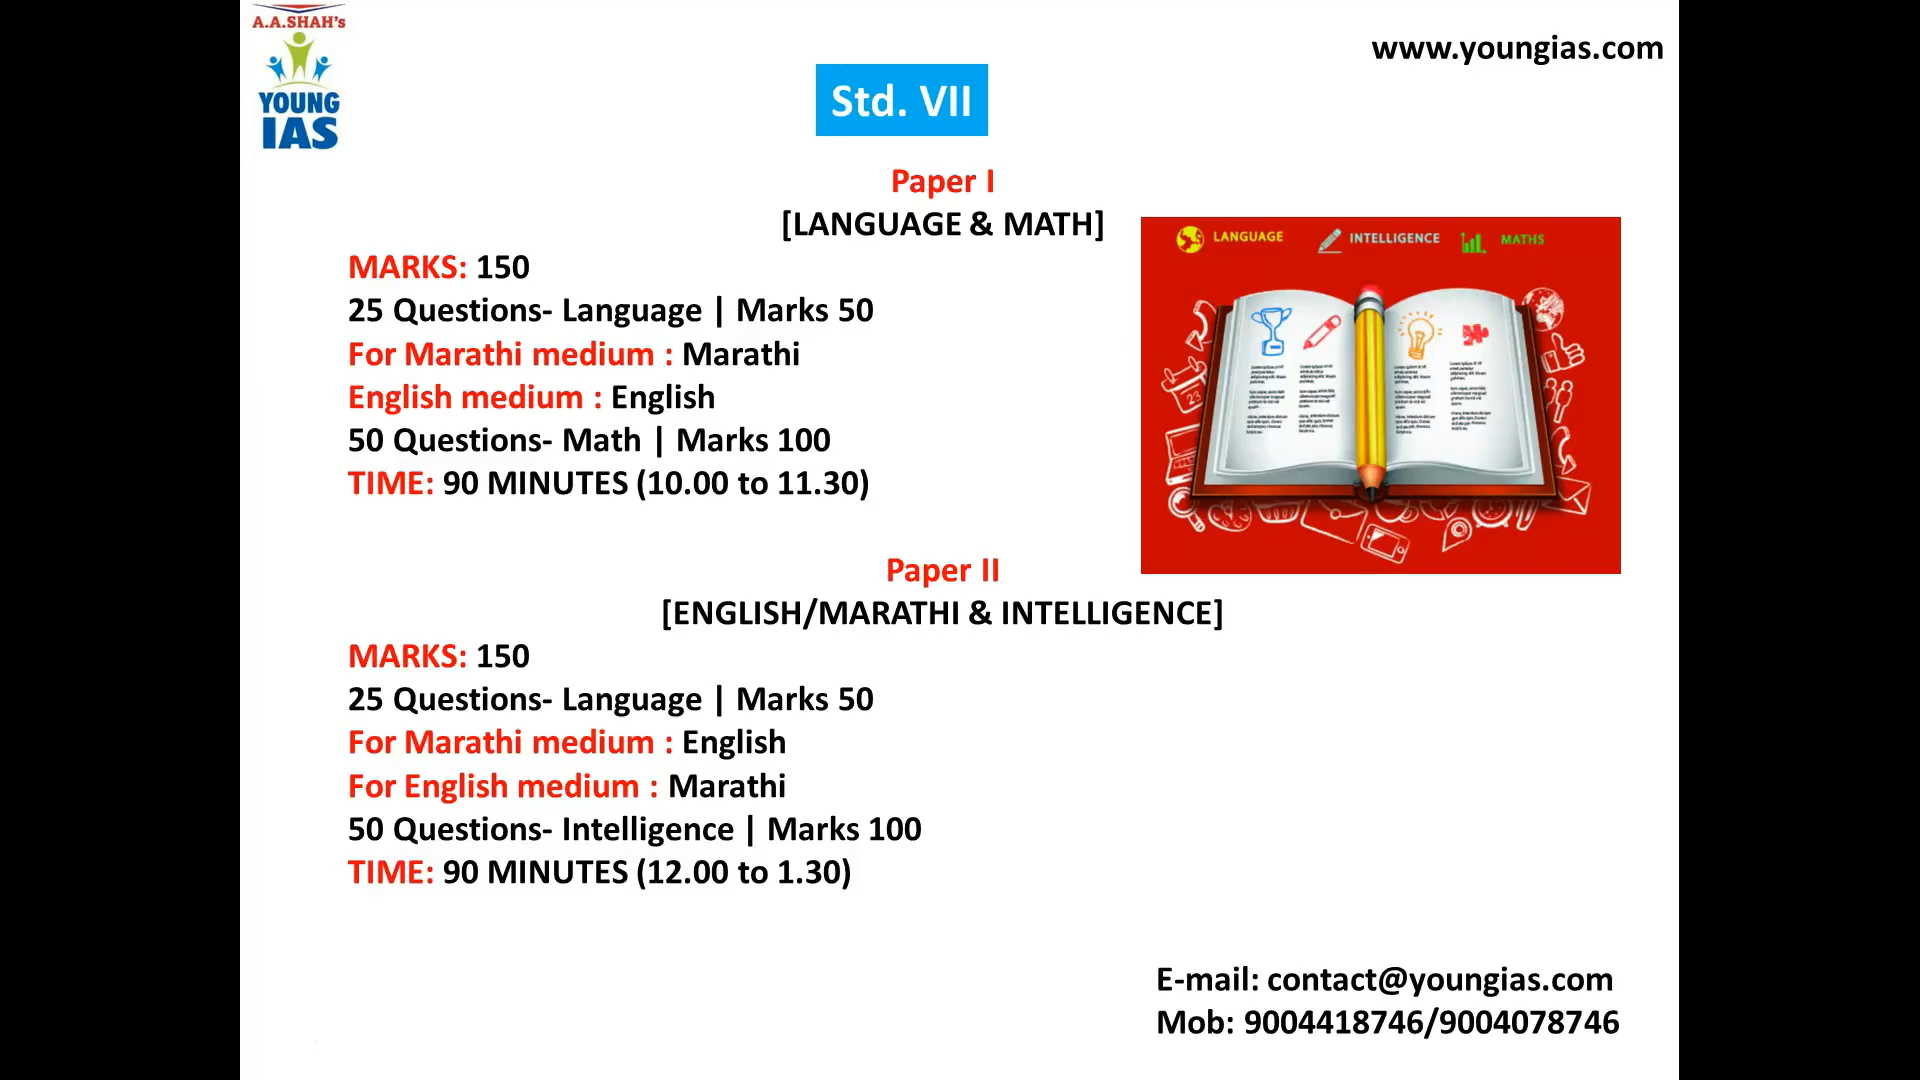 A.A.SHAH's
YOUNG
IAS
www.youngias.com
Std. VII
Paper I
[LANGUAGE & MATH]
MARKS: 150
25 Questions- Language | Marks 50
For Marathi medium : Marathi
English medium : English
50 Questions- Math | Marks 100
TIME: 90 MINUTES (10.00 to 11.30)
LANGUAGE
INTELLIGENCE
MATHS
23
Paper II
[ENGLISH/MARATHI & INTELLIGENCE]
MARKS: 150
25 Questions- Language | Marks 50
For Marathi medium : English
For English medium : Marathi
50 Questions- Intelligence | Marks 100
TIME: 90 MINUTES (12.00 to 1.30)
E-mail: contact@youngias.com
Mob: 9004418746/9004078746